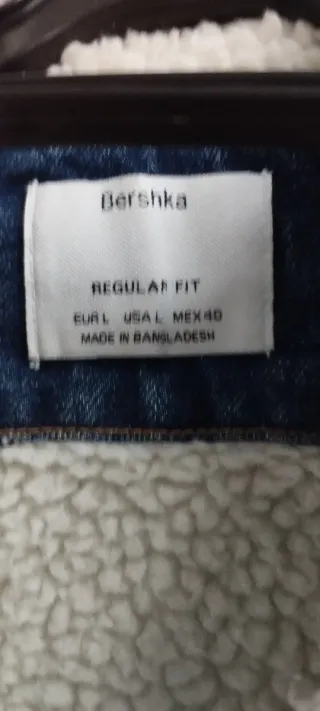 Bershka
REGULAR FIT
EUR L USA L MEX 40
MADE IN BANGLADESH